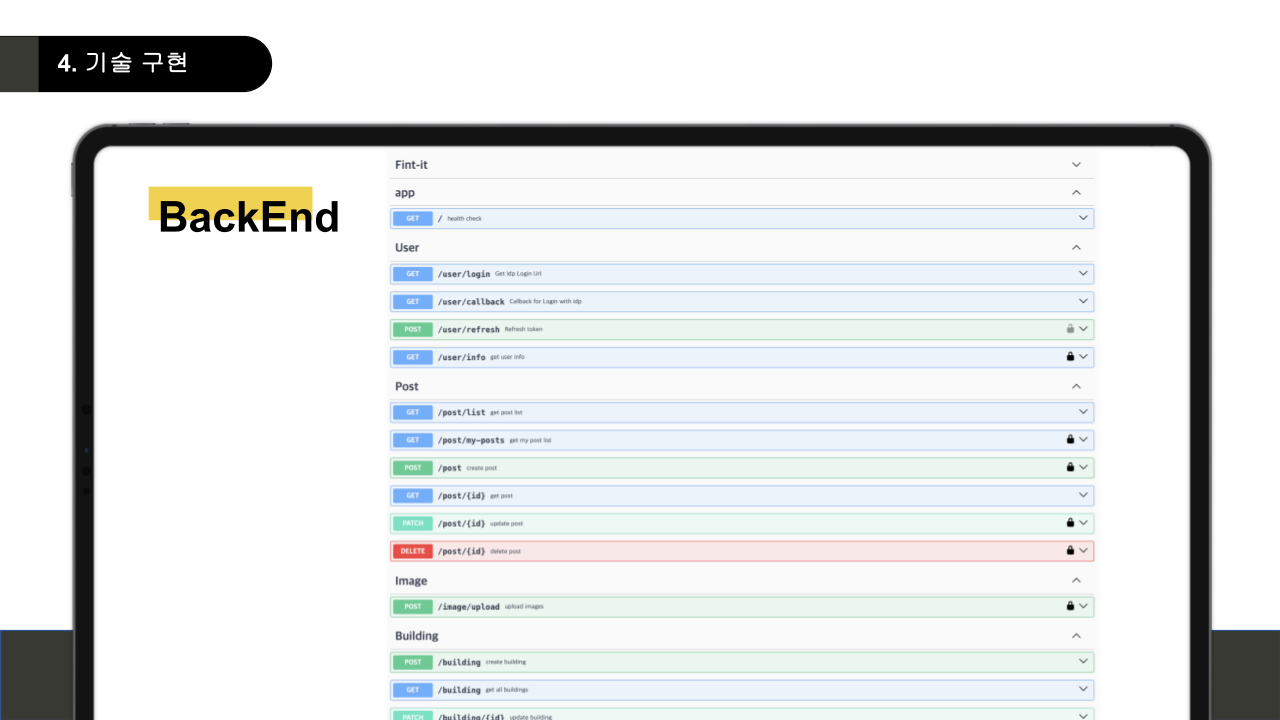 4. 기술 구현
BackEnd
Fint-it
app
GET / health check
User
GET /user/login Get Idp Login Url
GET /user/callback Callback for Login with idp
POST /user/refresh Refresh token
GET /user/info get user info
Post
GET /post/list get post list
GET /post/my-posts get my post list
POST /post create post
GET /post/{id} get post
PATCH /post/{id} update post
DELETE /post/{id} delete post
Image
POST /image/upload upload images
Building
POST /building create building
GET /building get all buildings
PATCH /building/{id} update building